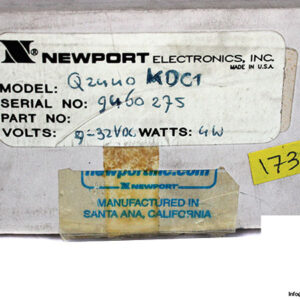 N® NEWPORT ELECTRONICS, INC.
MADE IN U.S.A.
MODEL: Q2440 KDC1
SERIAL NO: 9460275
PART NO:
VOLTS: 9-32VDC WATTS: 4W
173
newportinc.com
NEWPORT
MANUFACTURED IN
SANTA ANA, CALIFORNIA